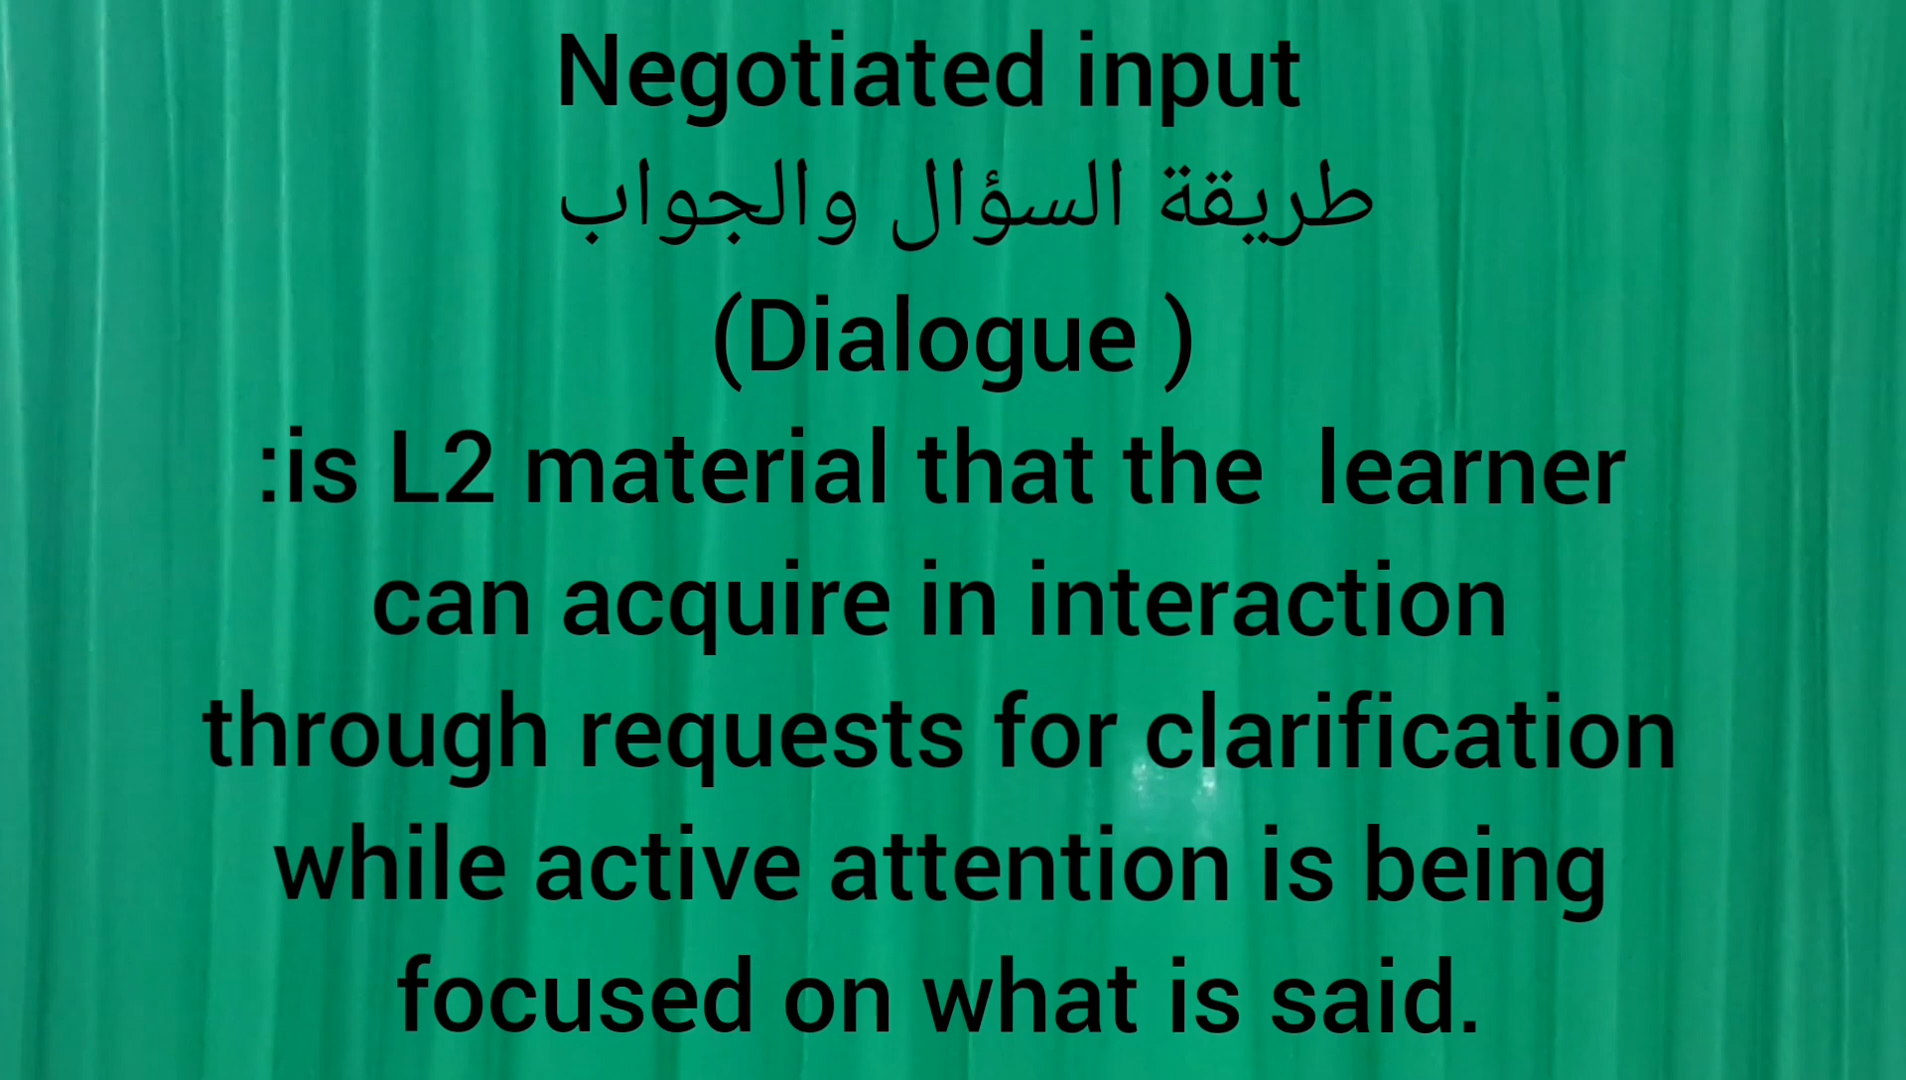 Negotiated input
طريقة السؤال والجواب
(Dialogue )
:is L2 material that the  learner
can acquire in interaction
through requests for clarification
while active attention is being
focused on what is said.